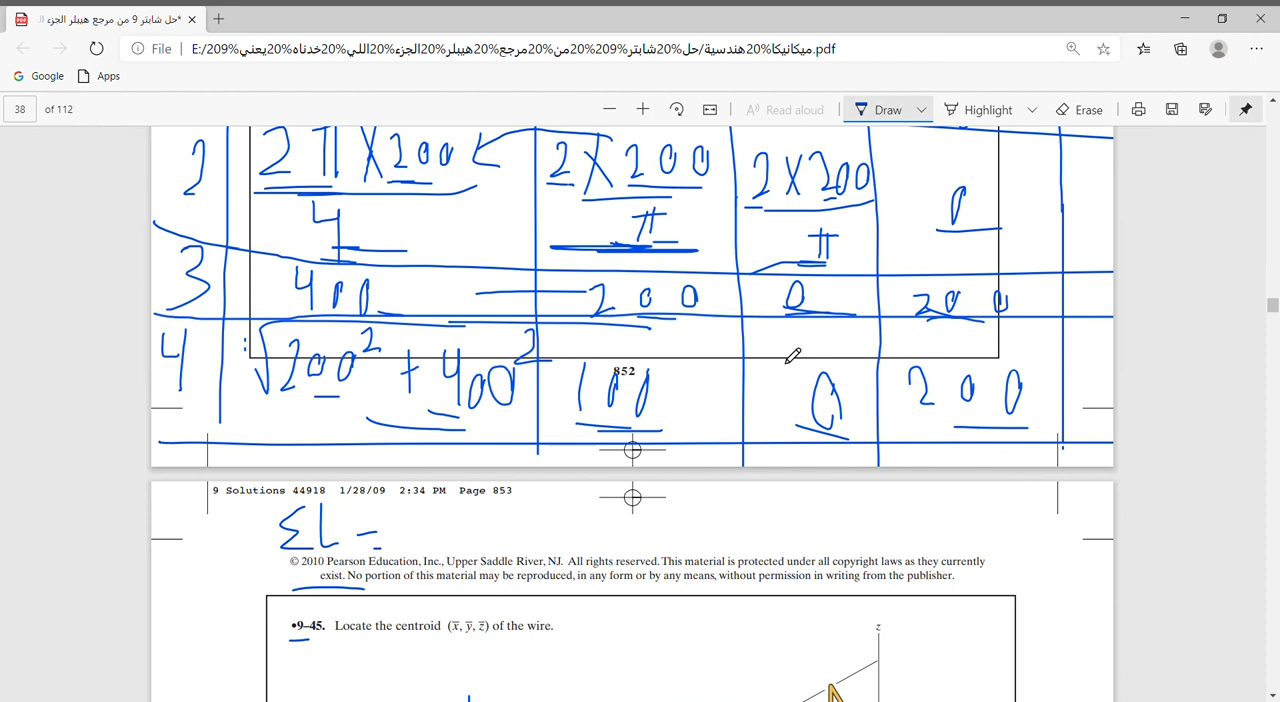 *حل شابتر 9 من مرجع هيبلر الجزء ال
File E:/ميكانيكا%20هندسية/حل%20شابتر%209%20من%20مرجع%20هيبلر%20الجزء%20اللي%20خدناه%20يعني%209.pdf
Google Apps
38 of 112 Read aloud Draw Highlight Erase
2 2π×200 / 4 2×200 / π 2×200 / π 0
3 400 200 0 200
4 √200² + 400² 100 0 200
852
9 Solutions 44918 1/28/09 2:34 PM Page 853
ΣL =
© 2010 Pearson Education, Inc., Upper Saddle River, NJ. All rights reserved. This material is protected under all copyright laws as they currently
exist. No portion of this material may be reproduced, in any form or by any means, without permission in writing from the publisher.
•9–45. Locate the centroid (x̅, y̅, z̅) of the wire.
z